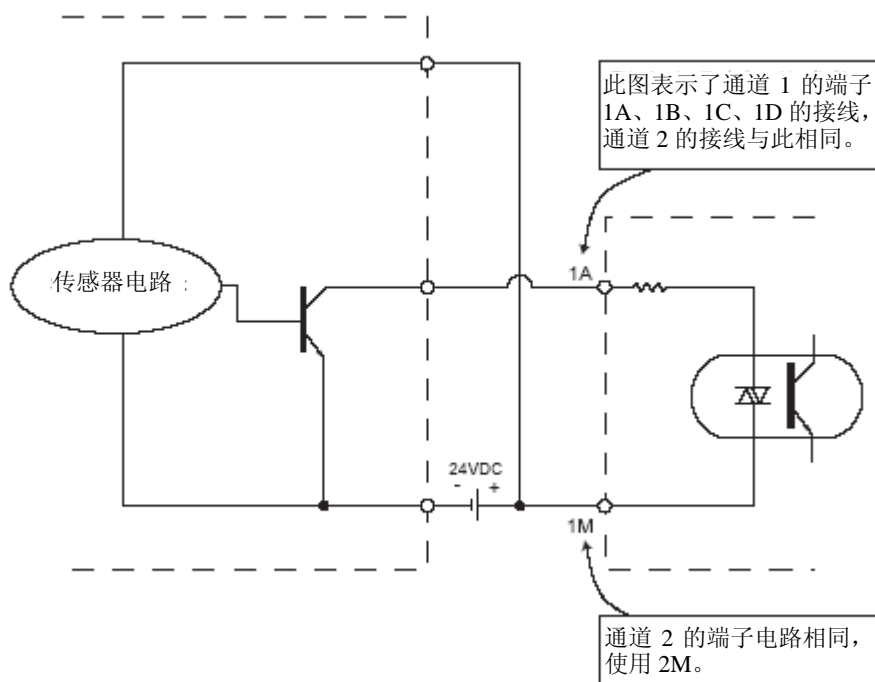 此图表示了通道 1 的端子
1A、1B、1C、1D 的接线，
通道 2 的接线与此相同。
传感器电路 :
1A
24VDC
- +
1M
通道 2 的端子电路相同，
使用 2M。